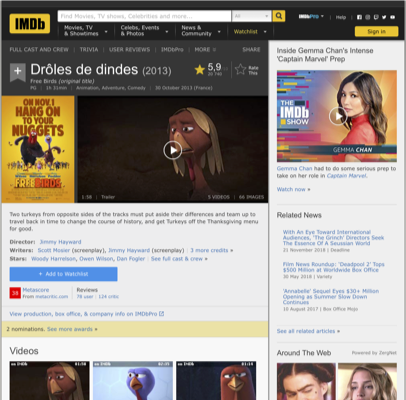 IMDb
Find Movies, TV shows, Celebrities and more...
All
Movies, TV
& Showtimes
Celebs, Events
& Photos
News &
Community
Watchlist
IMDbPro
Help
Sign in
FULL CAST AND CREW | TRIVIA | USER REVIEWS | IMDbPro | MORE
SHARE
Drôles de dindes (2013)
Free Birds (original title)
PG | 1h 31min | Animation, Adventure, Comedy | 30 October 2013 (France)
5,9
Rate
This
ON NOV. 1
HANG ON
TO YOUR
NUGGETS
FREE BIRDS
1:38 | Trailer
5 VIDEOS | 66 IMAGES
Two turkeys from opposite sides of the tracks must put aside their differences and team up
to travel back in time to change the course of history, and get Turkeys off the Thanksgiving menu
for good.
Director: Jimmy Hayward
Writers: Scott Mosier (screenplay), Jimmy Hayward (screenplay) | 3 more credits »
Stars: Woody Harrelson, Owen Wilson, Dan Fogler | See full cast & crew »
+ Add to Watchlist
38
Metascore
From metacritic.com
Reviews
78 user | 124 critic
View production, box office, & company info on IMDbPro
2 nominations. See more awards »
Videos
Inside Gemma Chan's Intense
'Captain Marvel' Prep
THE
IMDb
SHOW
GEMMA CHAN
Gemma Chan had to do some serious prep to
take on her role in Captain Marvel.
Watch now »
Related News
With An Eye Toward International
Audiences, 'The Grinch' Directors Seek
The Essence Of A Seussian World
21 November 2018 | Deadline
Film News Roundup: 'Deadpool 2' Tops
$500 Million at Worldwide Box Office
30 May 2018 | Variety
'Annabelle' Sequel Eyes $30+ Million
Opening as Summer Slow Down
Continues
10 August 2017 | Box Office Mojo
See all related articles »
Around The Web
Powered by ZergNet